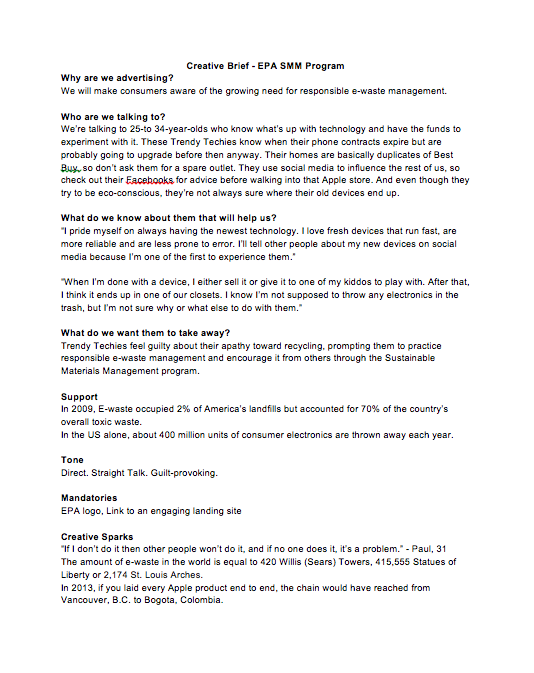 Creative Brief - EPA SMM Program
Why are we advertising?
We will make consumers aware of the growing need for responsible e-waste management.
Who are we talking to?
We're talking to 25-to 34-year-olds who know what's up with technology and have the funds to
experiment with it. These Trendy Techies know when their phone contracts expire but are
probably going to upgrade before then anyway. Their homes are basically duplicates of Best
Buy, so don't ask them for a spare outlet. They use social media to influence the rest of us, so
check out their Facebooks for advice before walking into that Apple store. And even though they
try to be eco-conscious, they're not always sure where their old devices end up.
What do we know about them that will help us?
"I pride myself on always having the newest technology. I love fresh devices that run fast, are
more reliable and are less prone to error. I'll tell other people about my new devices on social
media because I'm one of the first to experience them."
"When I'm done with a device, I either sell it or give it to one of my kiddos to play with. After that,
I think it ends up in one of our closets. I know I'm not supposed to throw any electronics in the
trash, but I'm not sure why or what else to do with them."
What do we want them to take away?
Trendy Techies feel guilty about their apathy toward recycling, prompting them to practice
responsible e-waste management and encourage it from others through the Sustainable
Materials Management program.
Support
In 2009, E-waste occupied 2% of America's landfills but accounted for 70% of the country's
overall toxic waste.
In the US alone, about 400 million units of consumer electronics are thrown away each year.
Tone
Direct. Straight Talk. Guilt-provoking.
Mandatories
EPA logo, Link to an engaging landing site
Creative Sparks
"If I don't do it then other people won't do it, and if no one does it, it's a problem." - Paul, 31
The amount of e-waste in the world is equal to 420 Willis (Sears) Towers, 415,555 Statues of
Liberty or 2,174 St. Louis Arches.
In 2013, if you laid every Apple product end to end, the chain would have reached from
Vancouver, B.C. to Bogota, Colombia.